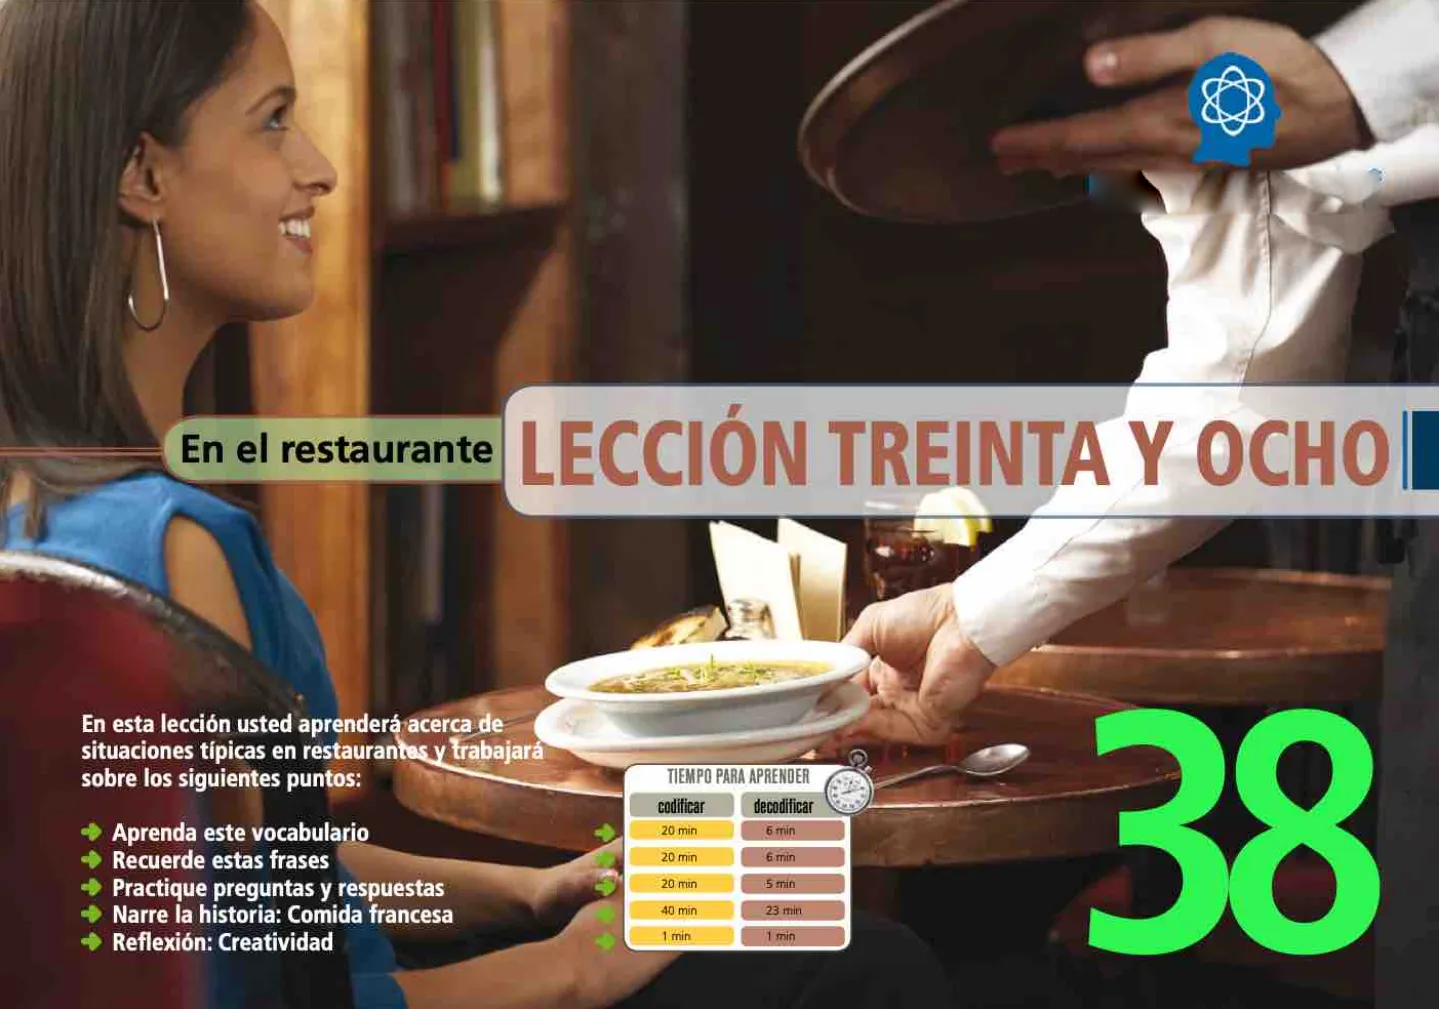 En el restaurante
LECCIÓN TREINTA Y OCHO
En esta lección usted aprenderá acerca de
situaciones típicas en restaurantes y trabajará
sobre los siguientes puntos:
Aprenda este vocabulario
Recuerde estas frases
Practique preguntas y respuestas
Narre la historia: Comida francesa
Reflexión: Creatividad
TIEMPO PARA APRENDER
codificar decodificar
20 min 6 min
20 min 6 min
20 min 5 min
40 min 23 min
1 min 1 min
38